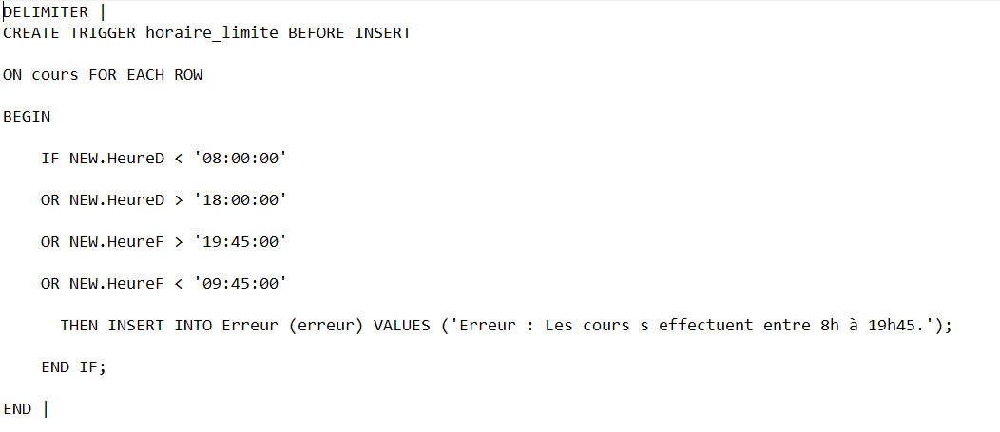 DELIMITER |
CREATE TRIGGER horaire_limite BEFORE INSERT
ON cours FOR EACH ROW
BEGIN
IF NEW.HeureD < '08:00:00'
OR NEW.HeureD > '18:00:00'
OR NEW.HeureF > '19:45:00'
OR NEW.HeureF < '09:45:00'
THEN INSERT INTO Erreur (erreur) VALUES ('Erreur : Les cours s effectuent entre 8h à 19h45.');
END IF;
END |